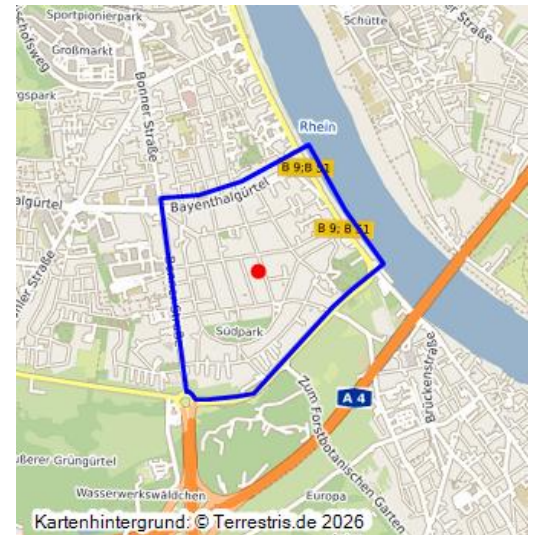 Sportpionierpark
Schütte
Großmarkt
Bonner Straße
Rhein
B 9;B 51
Bayenthalgürtel
B 9; B 51
Südpark
A 4
Brückenstraße
Zum Forstbotanischen Garten
Wasserwerkswäldchen
Europa
Kartenhintergrund: © Terrestris.de 2026